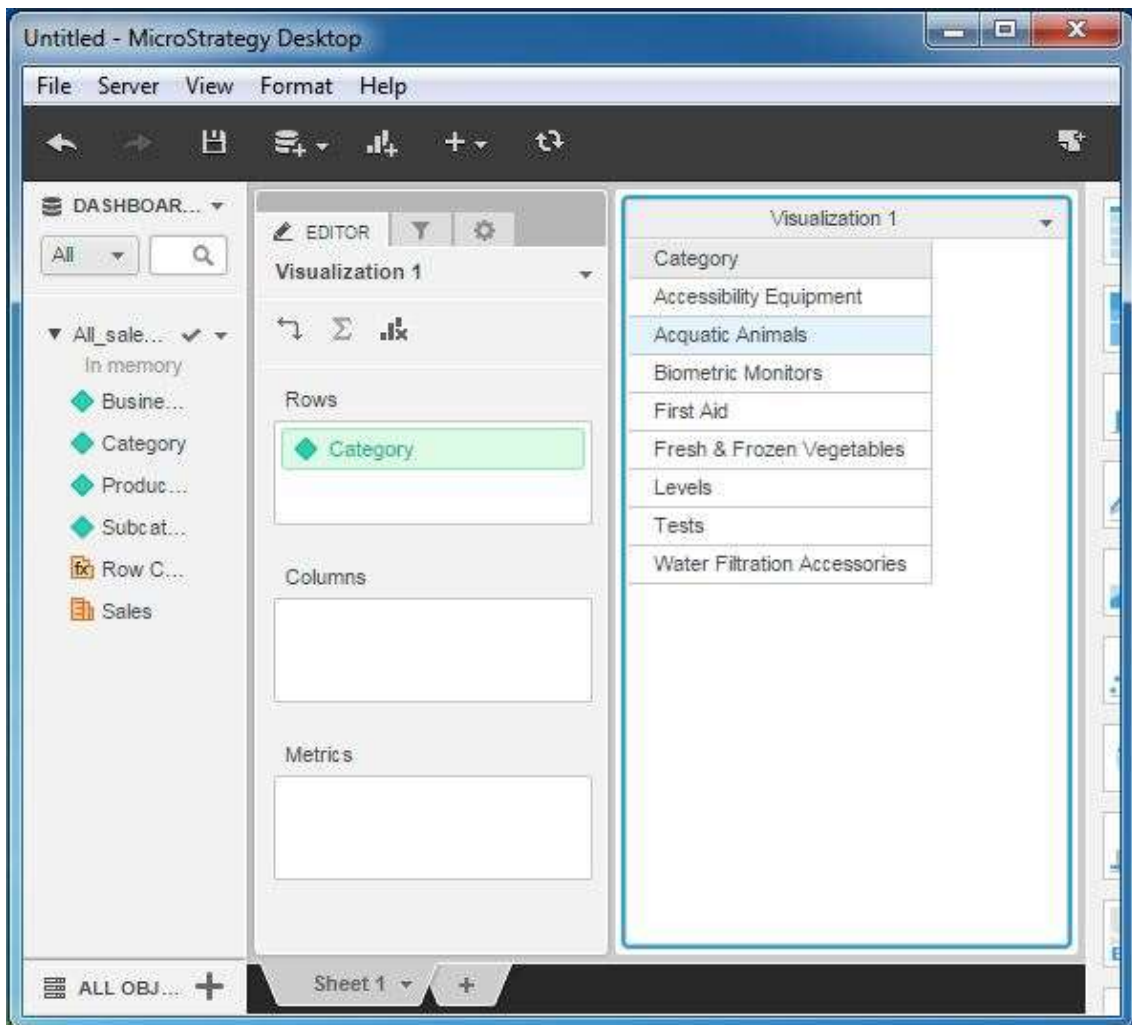 Untitled - MicroStrategy Desktop
File Server View Format Help
DASHBOAR...
All
All_sale...
In memory
Busine...
Category
Produc...
Subcat...
Row C...
Sales
ALL OBJ...
EDITOR
Visualization 1
Rows
Category
Columns
Metrics
Visualization 1
Category
Accessibility Equipment
Acquatic Animals
Biometric Monitors
First Aid
Fresh & Frozen Vegetables
Levels
Tests
Water Filtration Accessories
Sheet 1